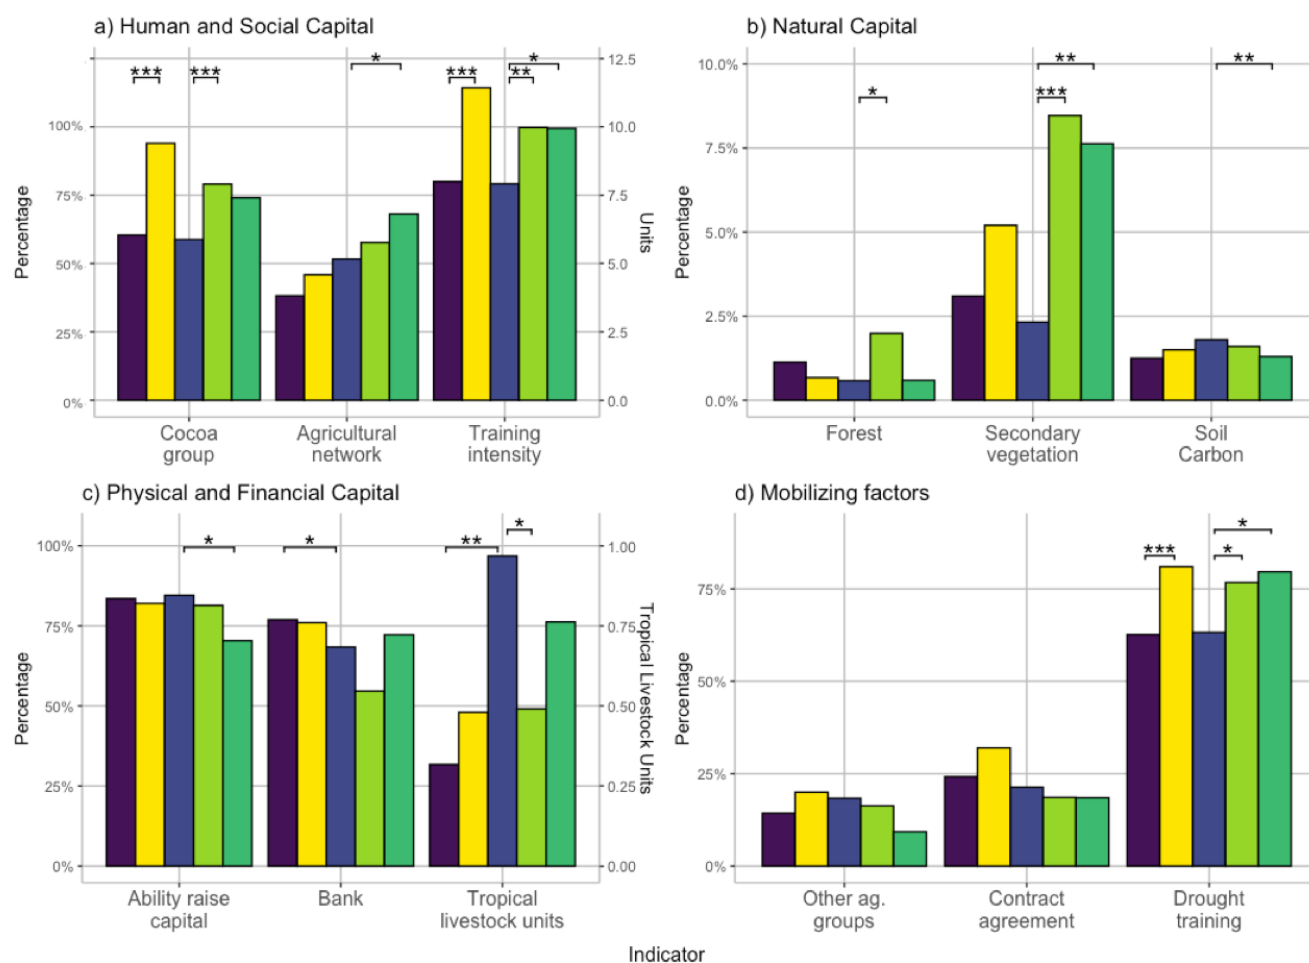 a) Human and Social Capital
*** *** * *** ** *
Percentage
100%
75%
50%
25%
0%
12.5
10.0
7.5
5.0
2.5
0.0
Units
Cocoa
group
Agricultural
network
Training
intensity
b) Natural Capital
* *** ** **
Percentage
10.0%
7.5%
5.0%
2.5%
0.0%
Forest
Secondary
vegetation
Soil
Carbon
c) Physical and Financial Capital
* * ** *
Percentage
100%
75%
50%
25%
0%
1.00
0.75
0.50
0.25
0.00
Tropical Livestock Units
Ability raise
capital
Bank
Tropical
livestock units
d) Mobilizing factors
*** * *
Percentage
75%
50%
25%
0%
Other ag.
groups
Contract
agreement
Drought
training
Indicator